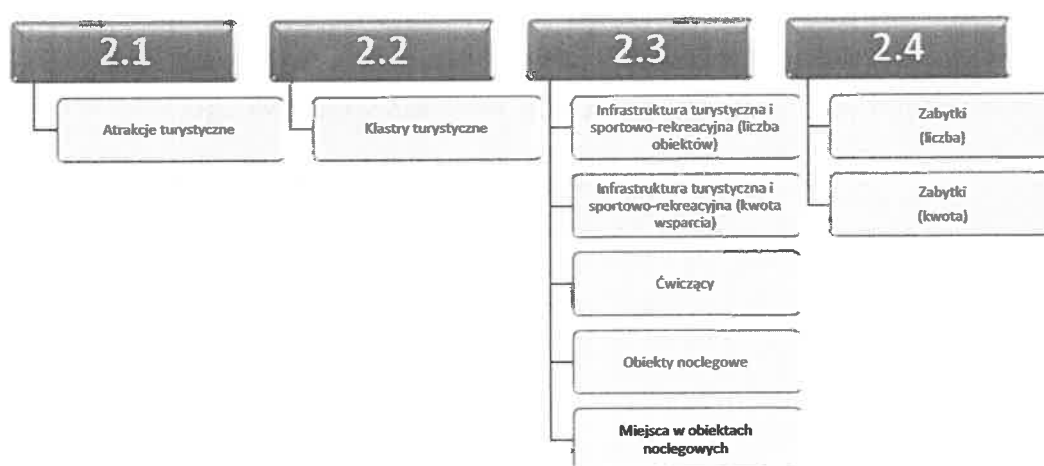 2.1
Atrakcje turystyczne
2.2
Klastry turystyczne
2.3
Infrastruktura turystyczna i
sportowo-rekreacyjna (liczba
obiektów)
Infrastruktura turystyczna i
sportowo-rekreacyjna (kwota
wsparcia)
Ćwiczący
Obiekty noclegowe
Miejsca w obiektach
noclegowych
2.4
Zabytki
(liczba)
Zabytki
(kwota)